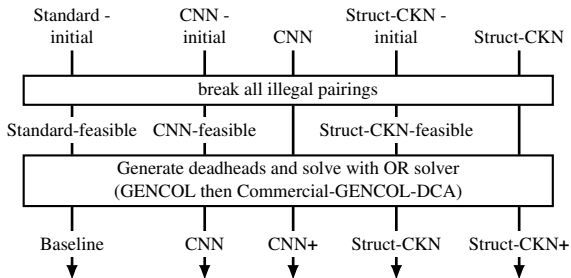 Standard - initial
CNN - initial
CNN
Struct-CKN - initial
Struct-CKN
break all illegal pairings
Standard-feasible
CNN-feasible
Struct-CKN-feasible
Generate deadheads and solve with OR solver
(GENCOL then Commercial-GENCOL-DCA)
Baseline
CNN
CNN+
Struct-CKN
Struct-CKN+